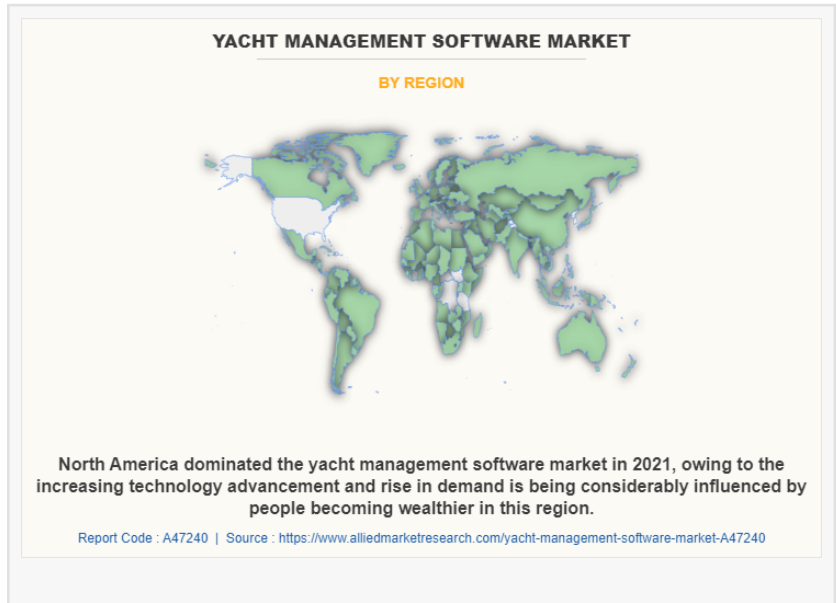 YACHT MANAGEMENT SOFTWARE MARKET
BY REGION
North America dominated the yacht management software market in 2021, owing to the
increasing technology advancement and rise in demand is being considerably influenced by
people becoming wealthier in this region.
Report Code : A47240 | Source : https://www.alliedmarketresearch.com/yacht-management-software-market-A47240